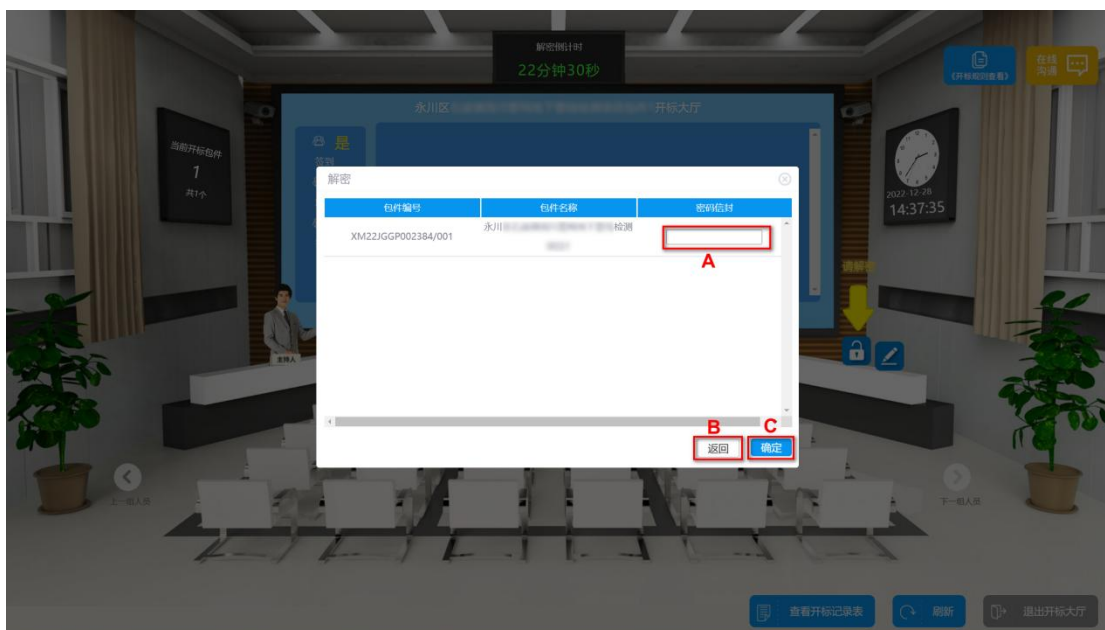 解密倒计时
22分钟30秒
《开标规则查看》
在线
沟通
永川区
开标大厅
当前开标包件
1
共1个
是
签到
2022-12-28
14:37:35
解密
包件编号 包件名称 密码信封
XM22JGGP002384/001
永川
检测
A
请解密
主持人
B
C
返回
确定
上一组人员
下一组人员
查看开标记录表
刷新
退出开标大厅